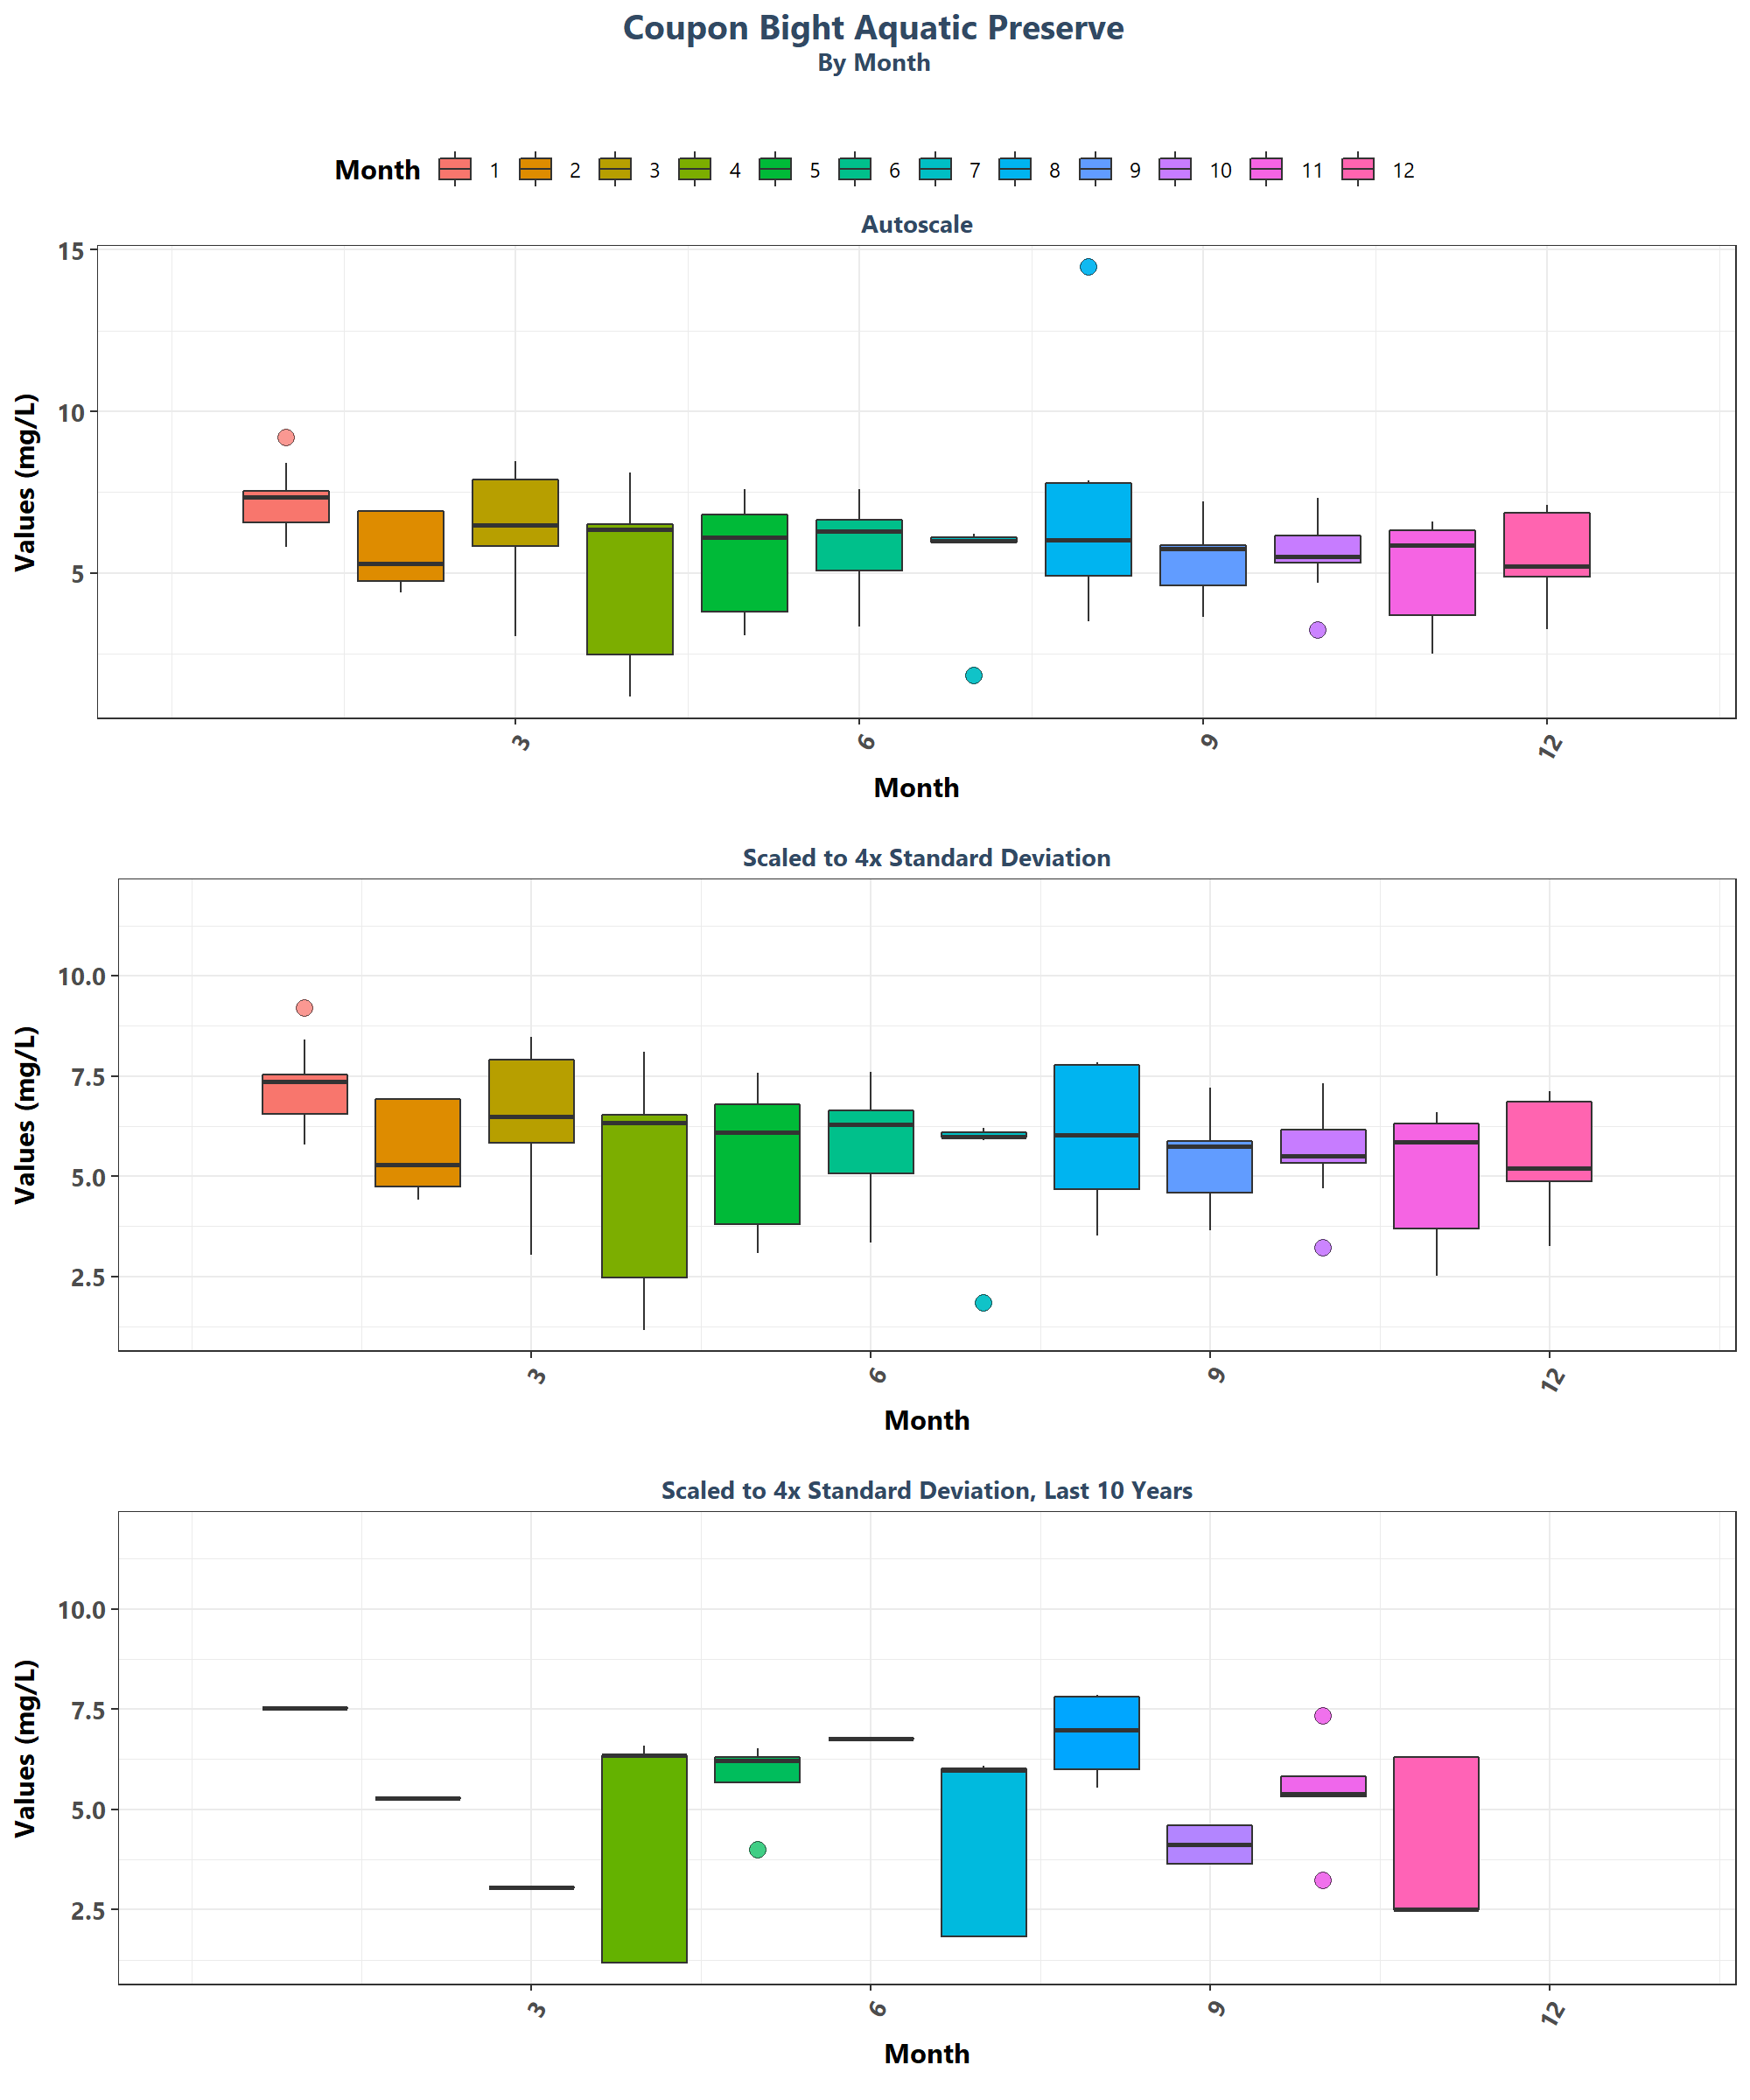 Coupon Bight Aquatic Preserve
By Month
Month 1 2 3 4 5 6 7 8 9 10 11 12
Autoscale
Values (mg/L)
15
10
5
3 6 9 12
Month
Scaled to 4x Standard Deviation
Values (mg/L)
10.0
7.5
5.0
2.5
3 6 9 12
Month
Scaled to 4x Standard Deviation, Last 10 Years
Values (mg/L)
10.0
7.5
5.0
2.5
3 6 9 12
Month